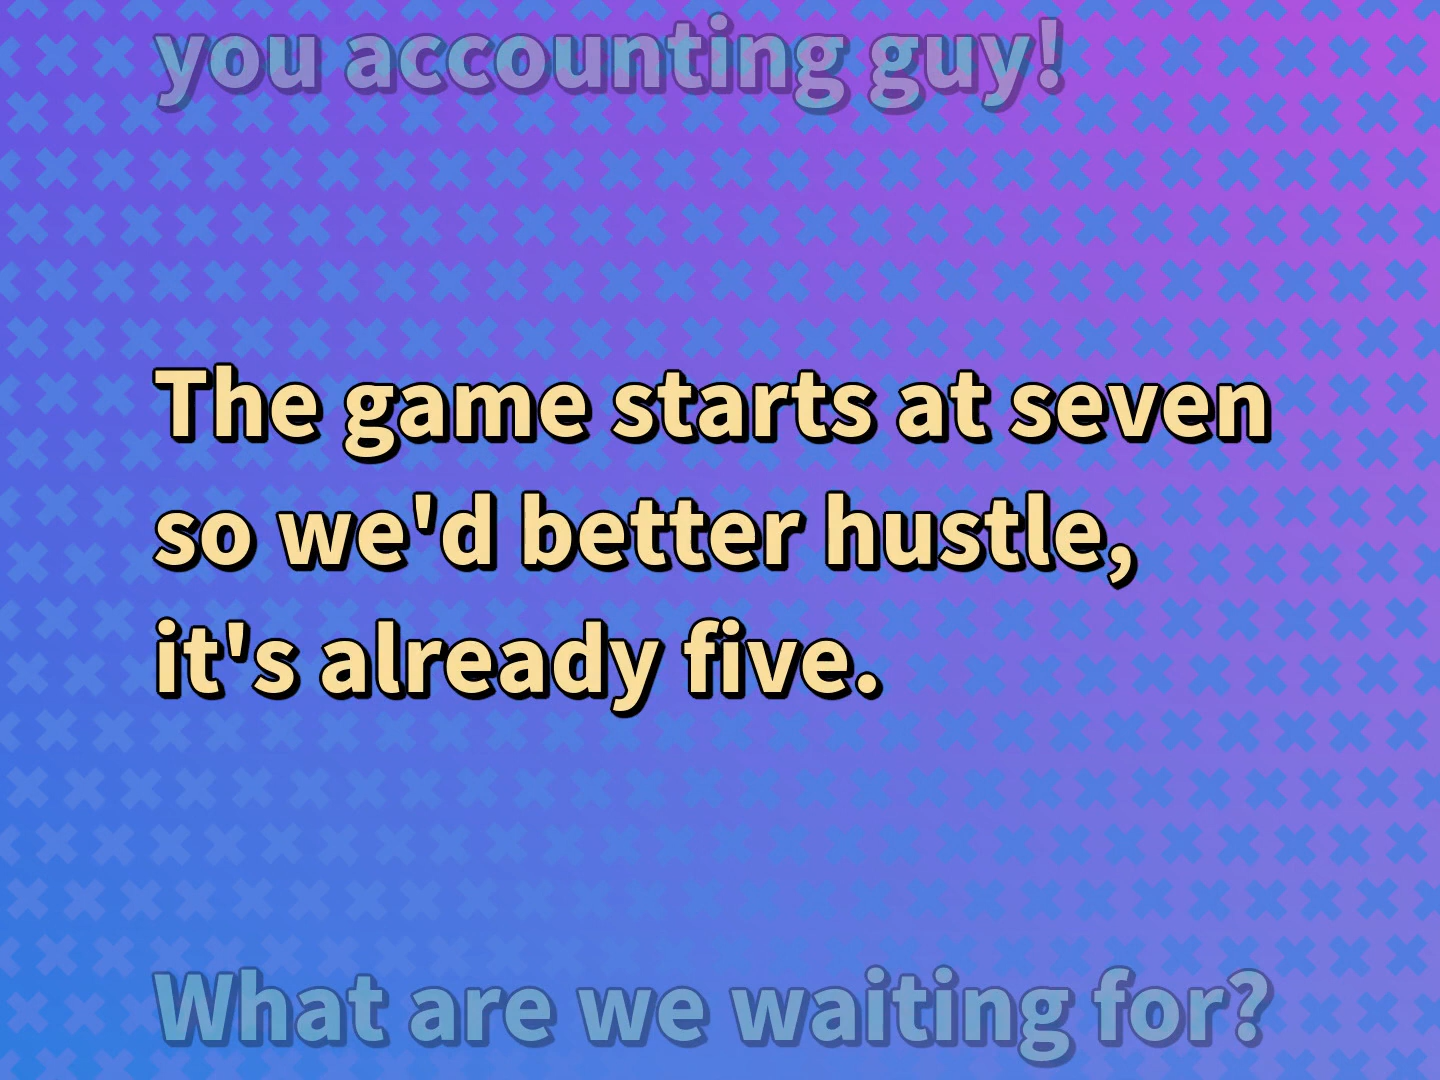 you accounting guy!
The game starts at seven
so we'd better hustle,
it's already five.
What are we waiting for?